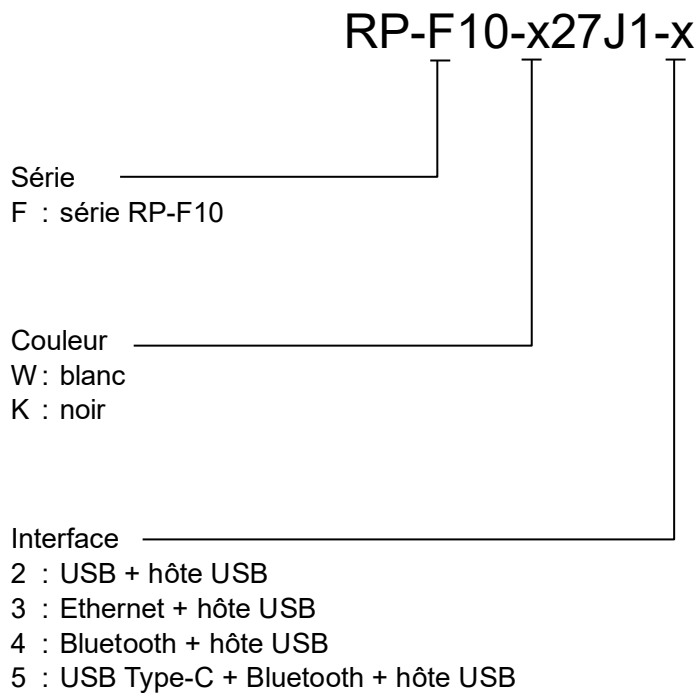 RP-F10-x27J1-x
Série
F : série RP-F10
Couleur
W : blanc
K : noir
Interface
2 : USB + hôte USB
3 : Ethernet + hôte USB
4 : Bluetooth + hôte USB
5 : USB Type-C + Bluetooth + hôte USB